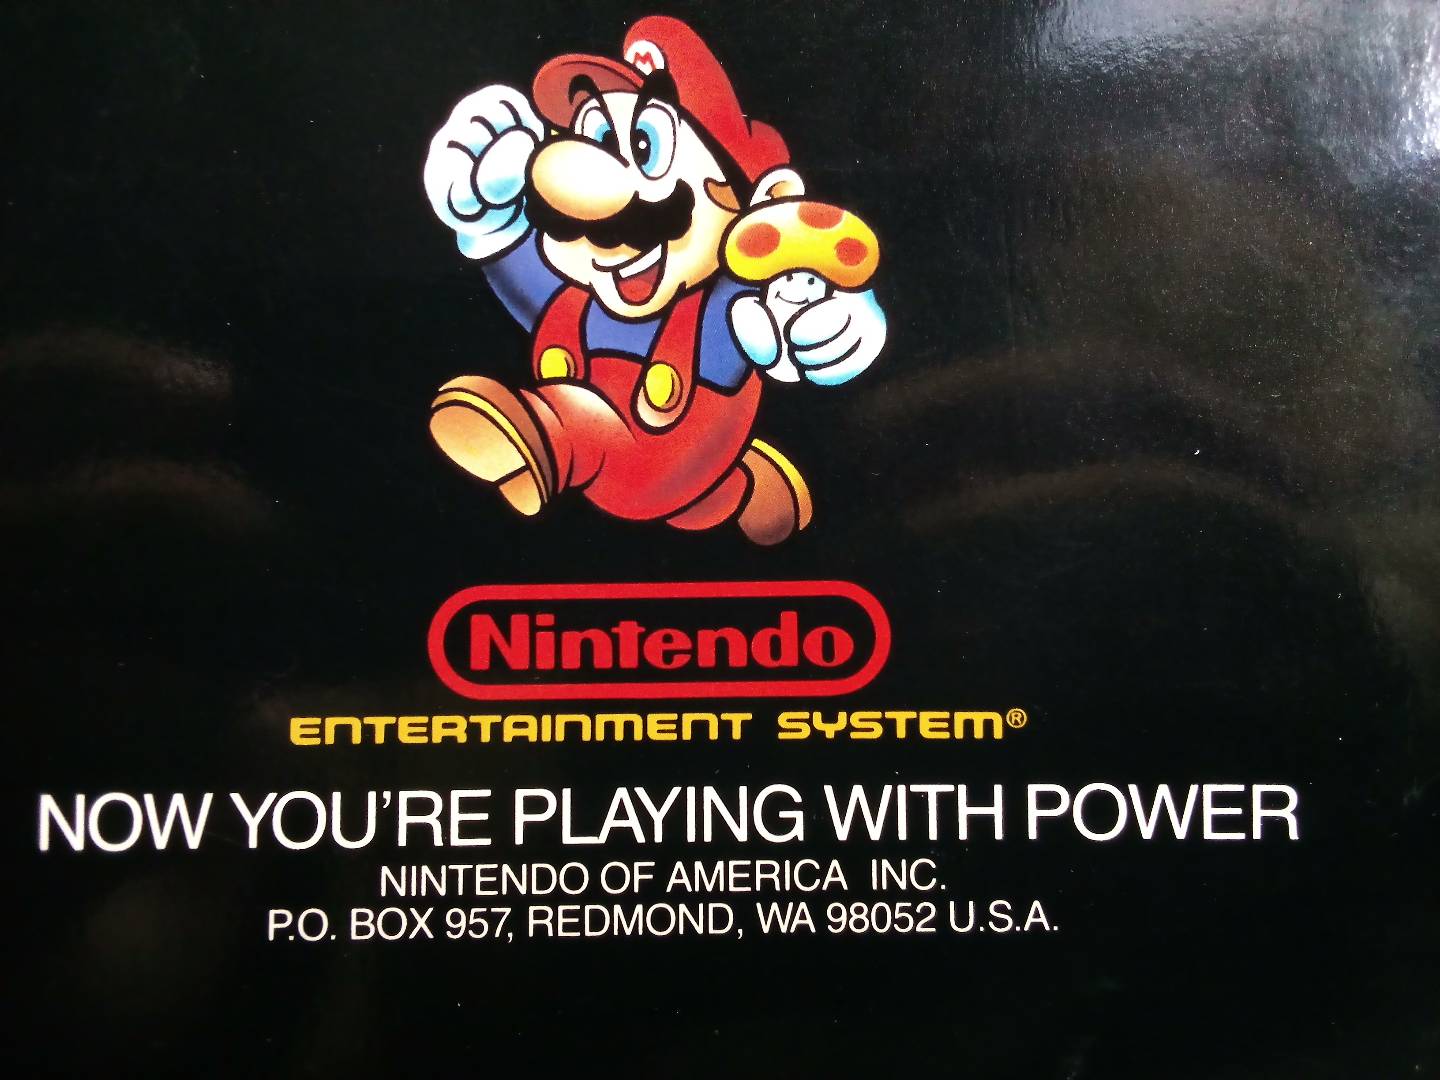 M
Nintendo
ENTERTAINMENT SYSTEM®
NOW YOU'RE PLAYING WITH POWER
NINTENDO OF AMERICA INC.
P.O. BOX 957, REDMOND, WA 98052 U.S.A.